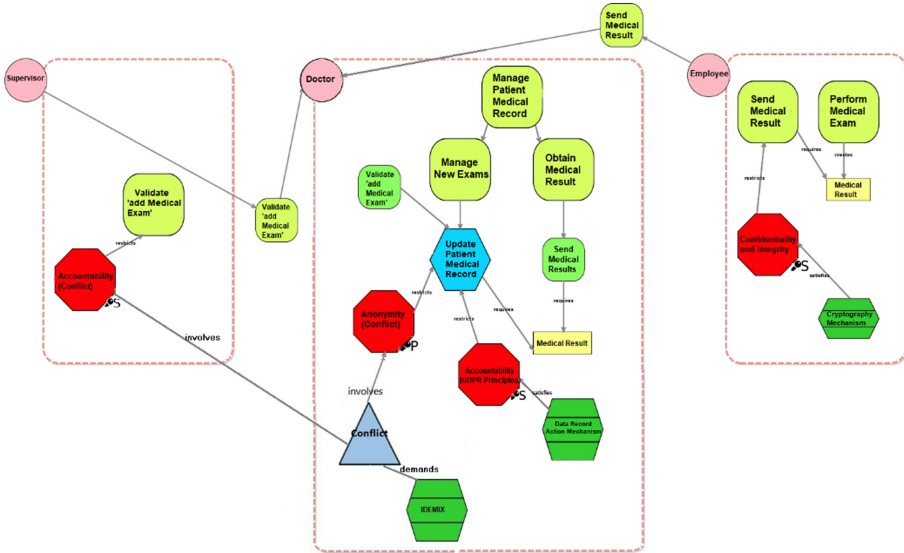 Send
Medical
Result
Supervisor
Doctor
Employee
Manage
Patient
Medical
Record
Send
Medical
Result
Perform
Medical
Exam
requires
creates
Medical
Result
restricts
Manage
New Exams
Obtain
Medical
Result
Validate
'add
Medical
Exam'
Validate
'add Medical
Exam'
Validate
'add
Medical
Exam'
restricts
Accountability
(Conflict)
S
Update
Patient
Medical
Record
Send
Medical
Results
requires
Confidentiality
and Integrity
S
satisfies
Cryptography
Mechanism
Anonymity
(Conflict)
P
restricts
restricts
requires
Medical Result
involves
Accountability
(GDPR Principles)
S
satisfies
involves
Conflict
Data Record
Action Mechanism
demands
IDEMIX